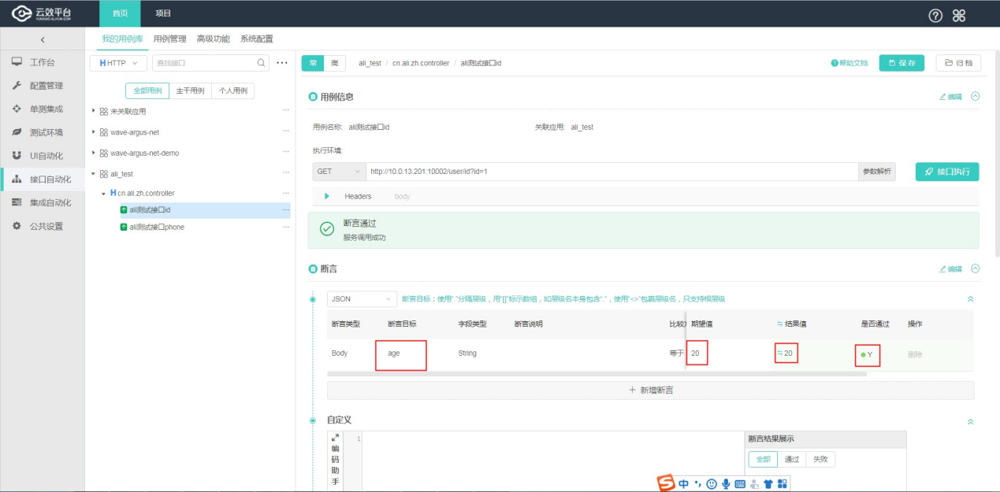 云效平台 首页 项目
YUNXIAO.ALIYUN.COM
我的用例库 用例管理 高级功能 系统配置
工作台
配置管理
单测集成
测试环境
UI自动化
接口自动化
集成自动化
公共设置
HTTP 查找接口
全部用例 主干用例 个人用例
未关联应用
wave-argus-net
wave-argus-net-demo
ali_test
H cn.ali.zh.controller
ali测试接口id
ali测试接口phone
常 高 ali_test / cn.ali.zh.controller / ali测试接口id 帮助文档 保存 归档
用例信息 编辑
用例名称: ali测试接口id 关联应用: ali_test
执行环境:
GET http://10.0.13.201:10002/user/id?id=1 参数解析 接口执行
Headers body
断言通过
服务调用成功
断言 编辑
JSON 断言目标:使用“.”分隔层级,用“[]”标示数组,如层级名本身包含“.”,使用“<>”包裹层级名,只支持根层级
断言类型 断言目标 字段类型 断言说明 比较 期望值 结果值 是否通过 操作
Body age String 等于 20 20 Y 删除
+ 新增断言
自定义
编码助手 1 断言结果展示
全部 通过 失败
S 中